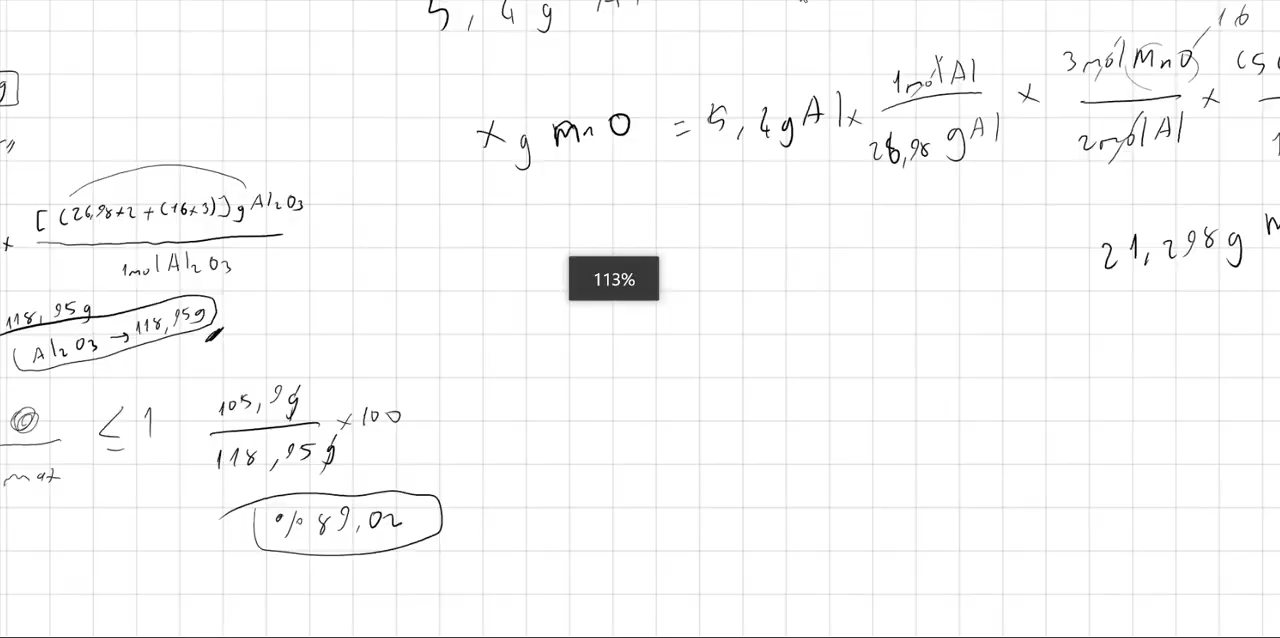 5,4 g
x g MnO = 5,4 g Al x 1 mol Al / 26,98 g Al x 3 mol MnO / 2 mol Al x
16
21,298 g
x [(26,98x2 + (16x3)] g Al2O3 / 1 mol Al2O3
118,95 g
(Al2O3 → 118,95 g)
113%
≤ 1 105,9 g / 118,95 g x 100
max
% 89,02